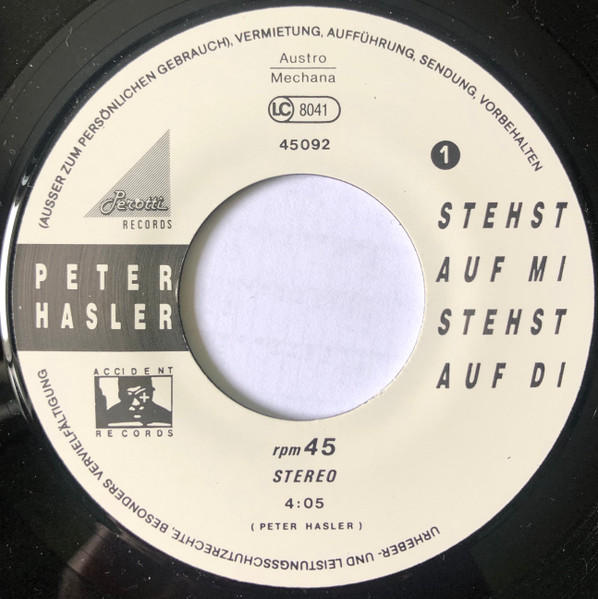 URHEBER- UND LEISTUNGSSCHUTZRECHTE, BESONDERS VERVIELFÄLTIGUNG
(AUSSER ZUM PERSÖNLICHEN GEBRAUCH), VERMIETUNG, AUFFÜHRUNG, SENDUNG, VORBEHALTEN
Austro
Mechana
LC 8041
45092
1
Perotti
RECORDS
STEHST
AUF MI
STEHST
AUF DI
PETER
HASLER
ACCIDENT
RECORDS
rpm 45
STEREO
4:05
( PETER HASLER )